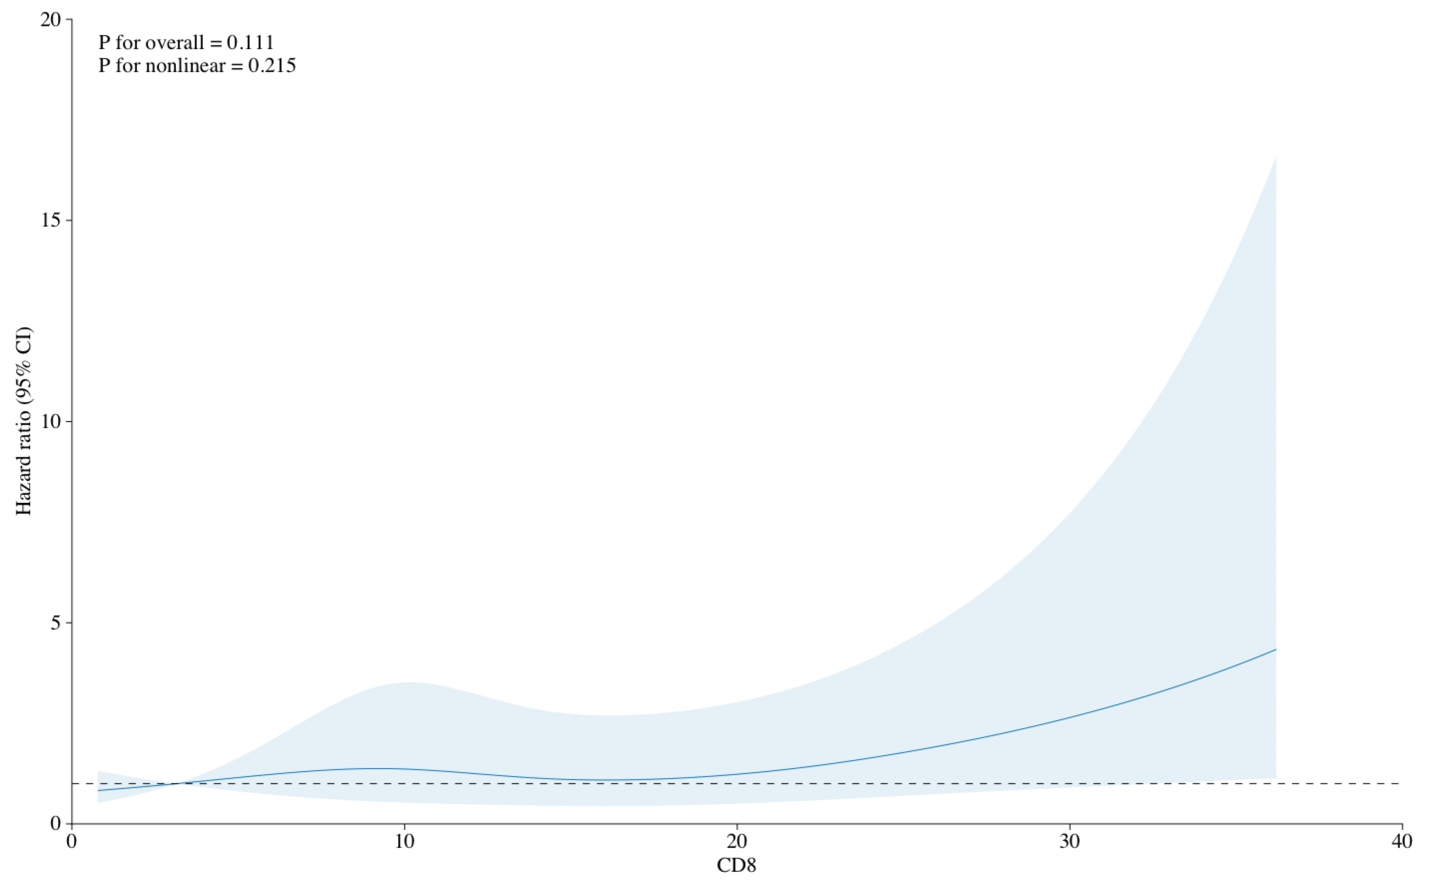 20
P for overall = 0.111
P for nonlinear = 0.215
15
Hazard ratio (95% CI)
10
5
0
0 10 20 30 40
CD8